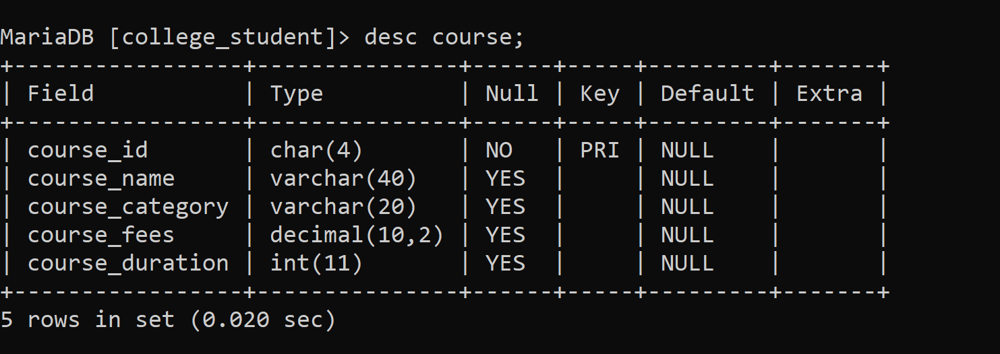 MariaDB [college_student]> desc course;
+-----------------+---------------+------+-----+---------+-------+
| Field           | Type          | Null | Key | Default | Extra |
+-----------------+---------------+------+-----+---------+-------+
| course_id       | char(4)       | NO   | PRI | NULL    |       |
| course_name     | varchar(40)   | YES  |     | NULL    |       |
| course_category | varchar(20)   | YES  |     | NULL    |       |
| course_fees     | decimal(10,2) | YES  |     | NULL    |       |
| course_duration | int(11)       | YES  |     | NULL    |       |
+-----------------+---------------+------+-----+---------+-------+
5 rows in set (0.020 sec)